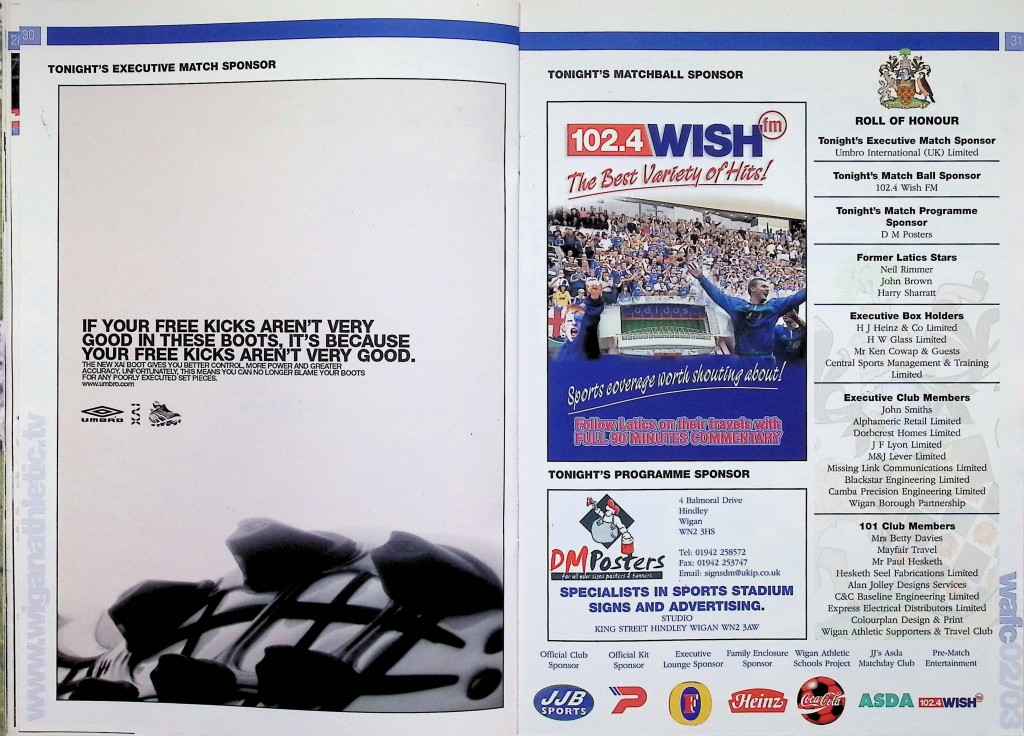 30
TONIGHT'S EXECUTIVE MATCH SPONSOR
IF YOUR FREE KICKS AREN'T VERY
GOOD IN THESE BOOTS, IT'S BECAUSE
YOUR FREE KICKS AREN'T VERY GOOD.
THE NEW XAI BOOT GIVES YOU BETTER CONTROL, MORE POWER AND GREATER
ACCURACY. UNFORTUNATELY, THIS MEANS YOU CAN NO LONGER BLAME YOUR BOOTS
FOR ANY POORLY EXECUTED SET PIECES.
www.umbro.com
UMBRO
XAI
www.wiganathletic.tv
31
TONIGHT'S MATCHBALL SPONSOR
102.4 WISH fm
The Best Variety of Hits!
adidas
Sports coverage worth shouting about!
Follow Latics on their travels with
FULL 90 MINUTES COMMENTARY
TONIGHT'S PROGRAMME SPONSOR
DM Posters
for all your signs posters & banners
4 Balmoral Drive
Hindley
Wigan
WN2 3HS
Tel: 01942 258572
Fax: 01942 253747
Email: signsdm@ukip.co.uk
SPECIALISTS IN SPORTS STADIUM
SIGNS AND ADVERTISING.
STUDIO
KING STREET HINDLEY WIGAN WN2 3AW
ROLL OF HONOUR
Tonight's Executive Match Sponsor
Umbro International (UK) Limited
Tonight's Match Ball Sponsor
102.4 Wish FM
Tonight's Match Programme
Sponsor
D M Posters
Former Latics Stars
Neil Rimmer
John Brown
Harry Sharratt
Executive Box Holders
H J Heinz & Co Limited
H W Glass Limited
Mr Ken Cowap & Guests
Central Sports Management & Training
Limited
Executive Club Members
John Smiths
Alphameric Retail Limited
Dorbcrest Homes Limited
J F Lyon Limited
M&J Lever Limited
Missing Link Communications Limited
Blackstar Engineering Limited
Camba Precision Engineering Limited
Wigan Borough Partnership
101 Club Members
Mrs Betty Davies
Mayfair Travel
Mr Paul Hesketh
Hesketh Seel Fabrications Limited
Alan Jolley Designs Services
C&C Baseline Engineering Limited
Express Electrical Distributors Limited
Colourplan Design & Print
Wigan Athletic Supporters & Travel Club
Official Club
Sponsor
JJB
SPORTS
Official Kit
Sponsor
Executive
Lounge Sponsor
F
Family Enclosure
Sponsor
Heinz
Wigan Athletic
Schools Project
Coca-Cola
JJ's Asda
Matchday Club
ASDA
Pre-Match
Entertainment
102.4 WISH fm
wafc02/03